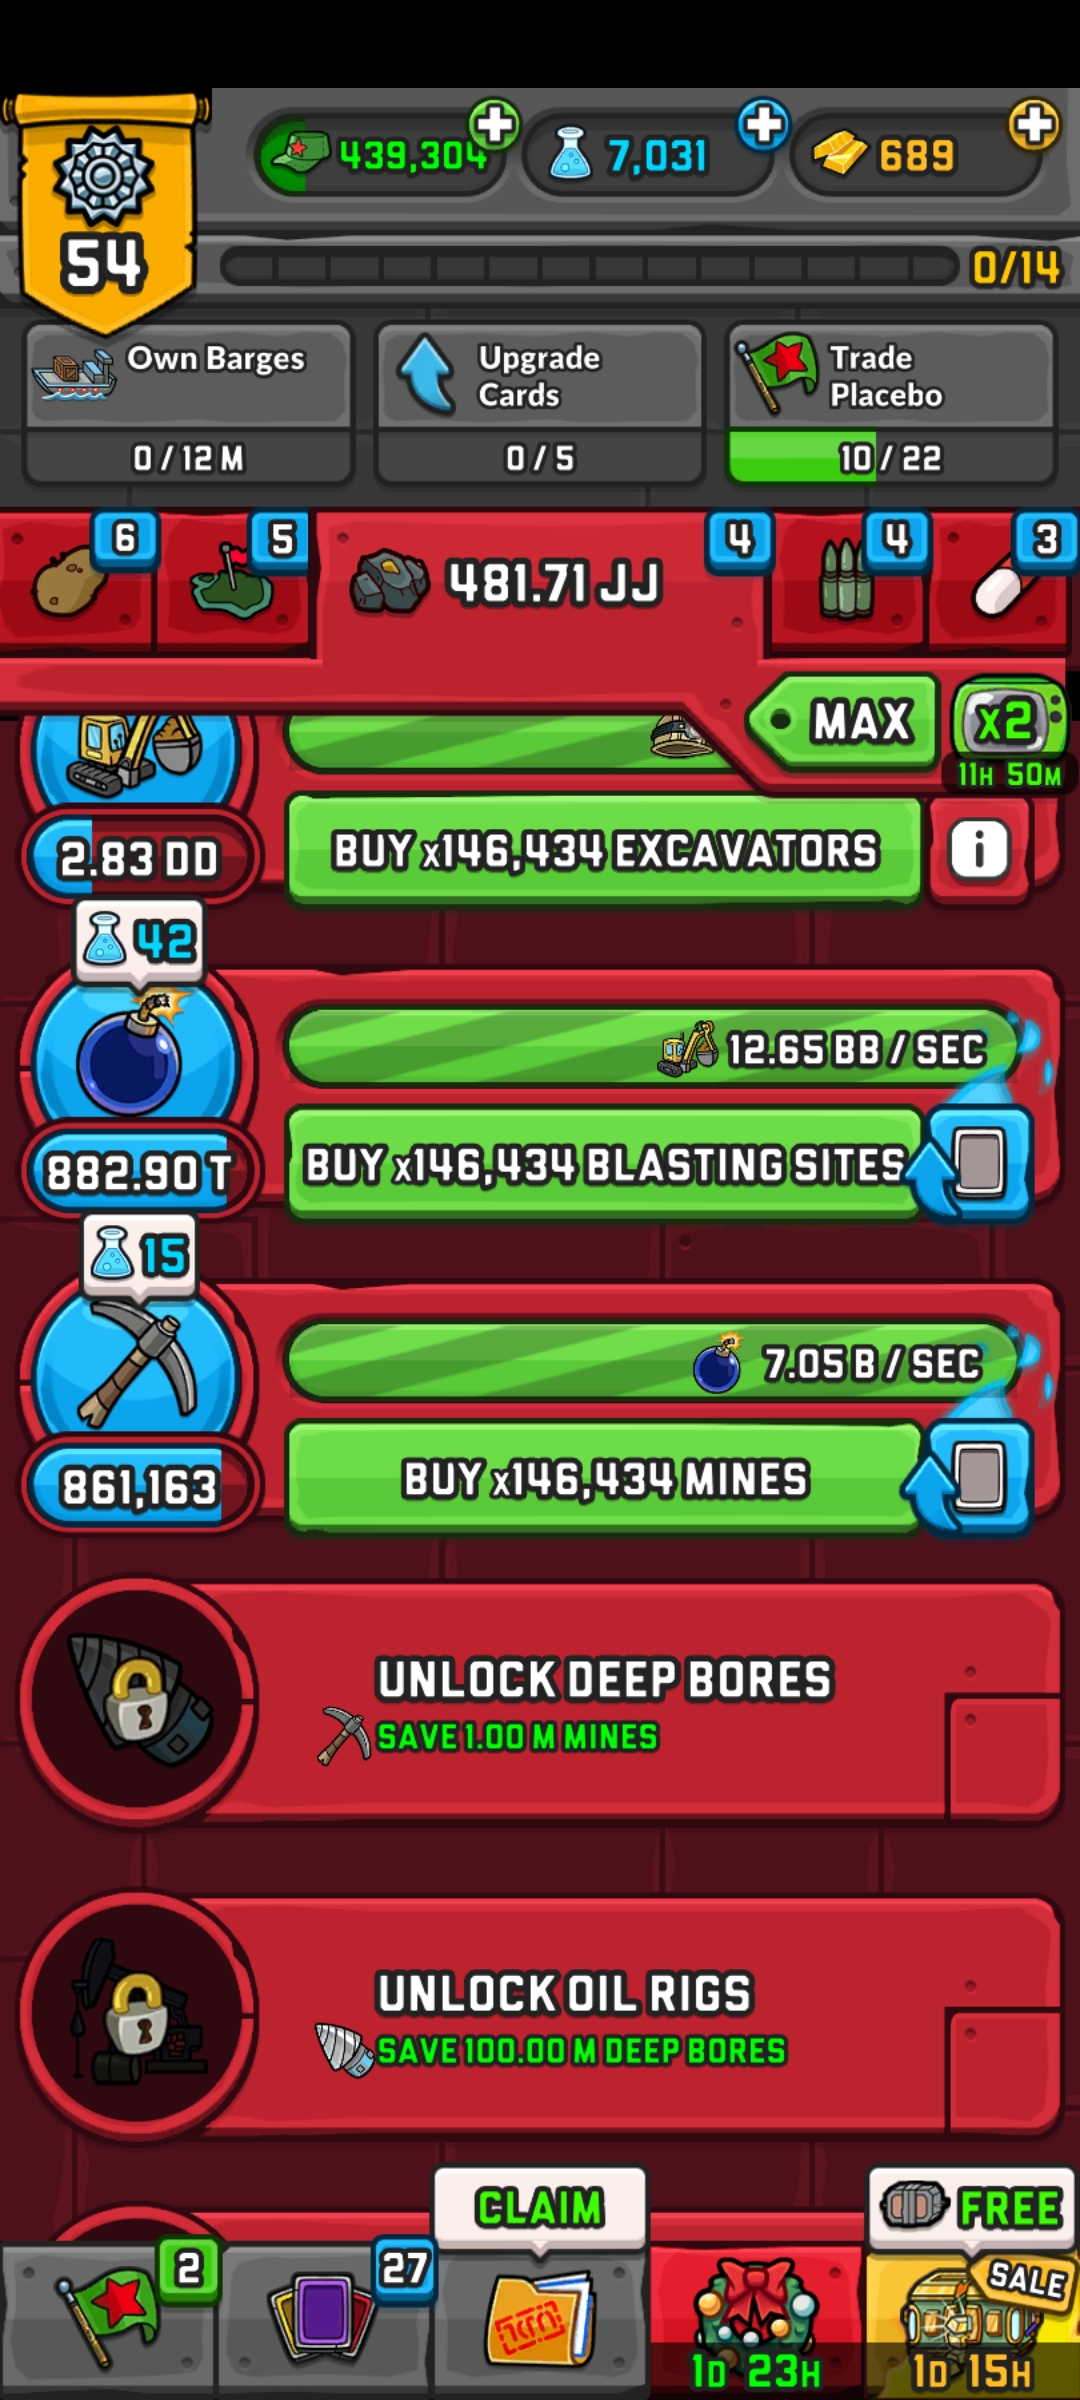 439,304
7,031
689
54
0/14
Own Barges
0 / 12 M
Upgrade
Cards
0 / 5
Trade
Placebo
10 / 22
6
5
481.71 JJ
4
4
3
MAX
x2
11H 50M
2.83 DD
BUY x146,434 EXCAVATORS
i
42
12.65 BB / SEC
882.90 T
BUY x146,434 BLASTING SITES
15
7.05 B / SEC
861,163
BUY x146,434 MINES
UNLOCK DEEP BORES
SAVE 1.00 M MINES
UNLOCK OIL RIGS
SAVE 100.00 M DEEP BORES
CLAIM
FREE
2
27
SALE
1D 23H
1D 15H